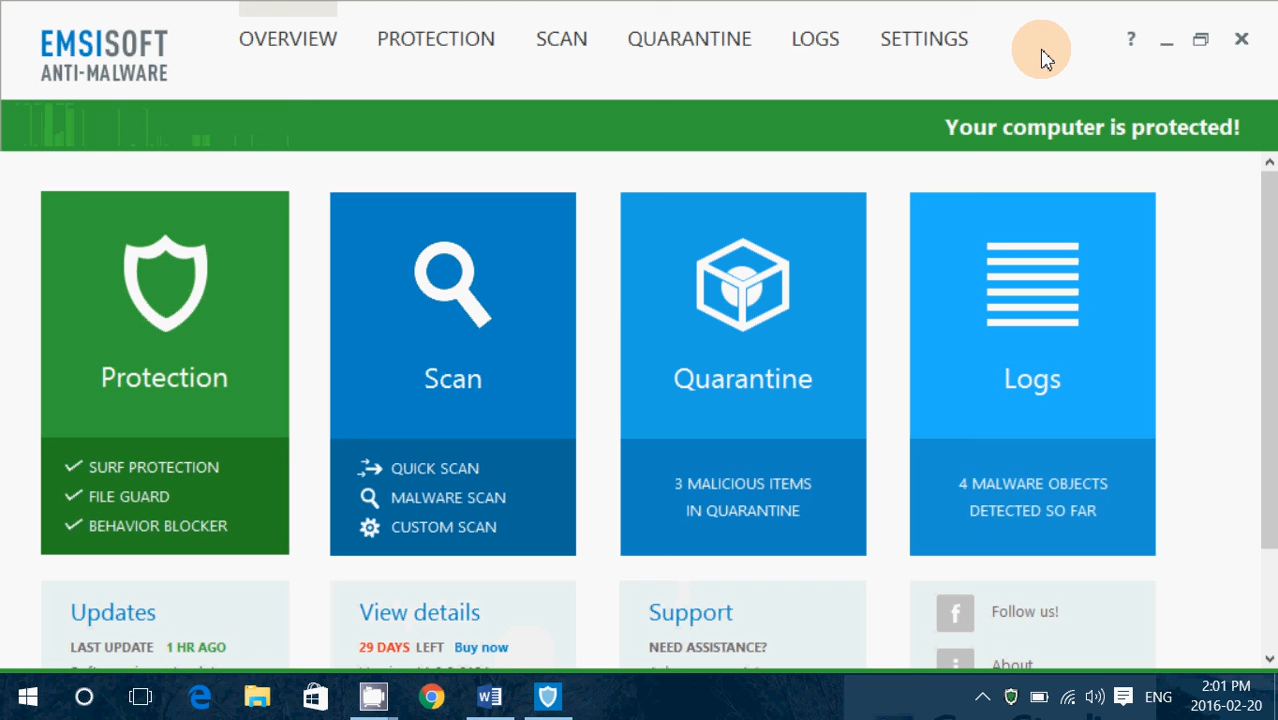 EMSISOFT
ANTI-MALWARE
OVERVIEW PROTECTION SCAN QUARANTINE LOGS SETTINGS
?
Your computer is protected!
Protection
SURF PROTECTION
FILE GUARD
BEHAVIOR BLOCKER
Scan
QUICK SCAN
MALWARE SCAN
CUSTOM SCAN
Quarantine
3 MALICIOUS ITEMS
IN QUARANTINE
Logs
4 MALWARE OBJECTS
DETECTED SO FAR
Updates
LAST UPDATE 1 HR AGO
View details
29 DAYS LEFT Buy now
Support
NEED ASSISTANCE?
Follow us!
About
ENG
2:01 PM
2016-02-20